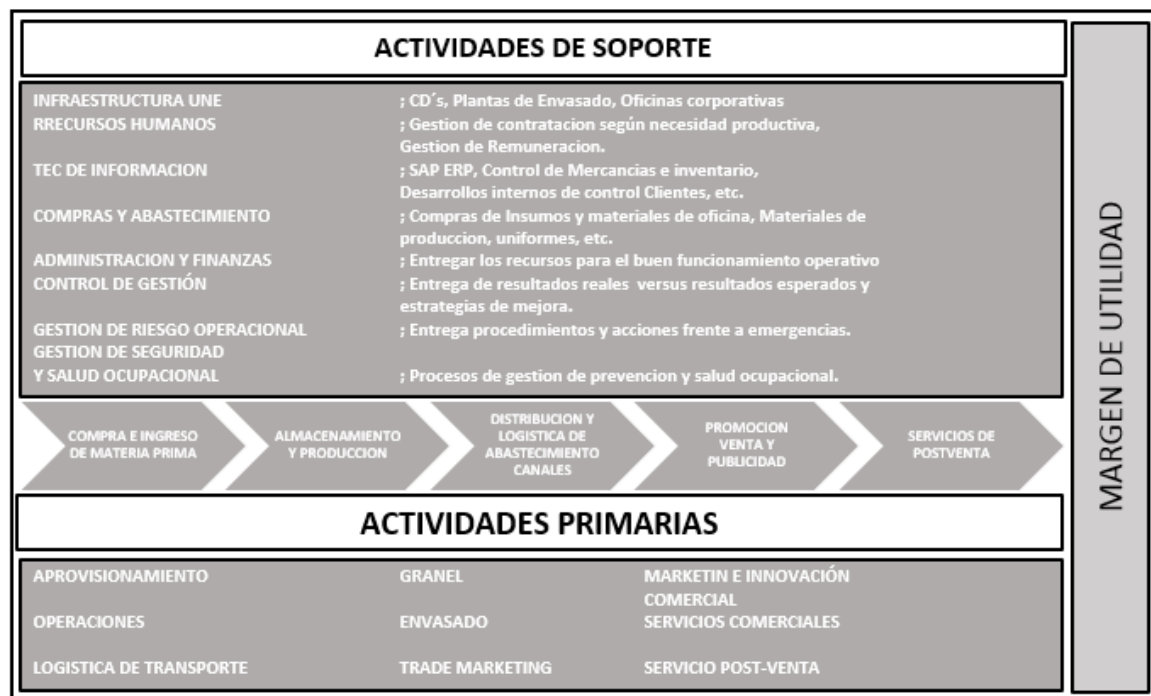 ACTIVIDADES DE SOPORTE
INFRAESTRUCTURA UNE ; CD´s, Plantas de Envasado, Oficinas corporativas
RRECURSOS HUMANOS ; Gestion de contratacion según necesidad productiva,
Gestion de Remuneracion.
TEC DE INFORMACION ; SAP ERP, Control de Mercancias e inventario,
Desarrollos internos de control Clientes, etc.
COMPRAS Y ABASTECIMIENTO ; Compras de Insumos y materiales de oficina, Materiales de
produccion, uniformes, etc.
ADMINISTRACION Y FINANZAS ; Entregar los recursos para el buen funcionamiento operativo
CONTROL DE GESTIÓN ; Entrega de resultados reales versus resultados esperados y
estrategias de mejora.
GESTION DE RIESGO OPERACIONAL ; Entrega procedimientos y acciones frente a emergencias.
GESTION DE SEGURIDAD
Y SALUD OCUPACIONAL ; Procesos de gestion de prevencion y salud ocupacional.
COMPRA E INGRESO
DE MATERIA PRIMA
ALMACENAMIENTO
Y PRODUCCION
DISTRIBUCION Y
LOGISTICA DE
ABASTECIMIENTO
CANALES
PROMOCION
VENTA Y
PUBLICIDAD
SERVICIOS DE
POSTVENTA
ACTIVIDADES PRIMARIAS
APROVISIONAMIENTO GRANEL MARKETIN E INNOVACIÓN
COMERCIAL
OPERACIONES ENVASADO SERVICIOS COMERCIALES
LOGISTICA DE TRANSPORTE TRADE MARKETING SERVICIO POST-VENTA
MARGEN DE UTILIDAD